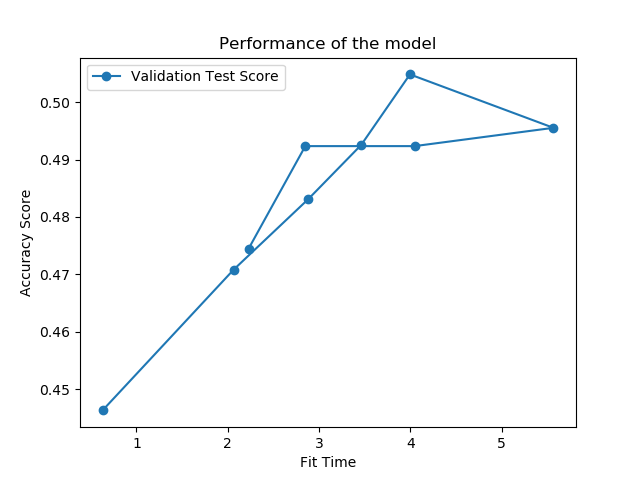 Performance of the model
Validation Test Score
0.50
0.49
0.48
0.47
0.46
0.45
Accuracy Score
1 2 3 4 5
Fit Time